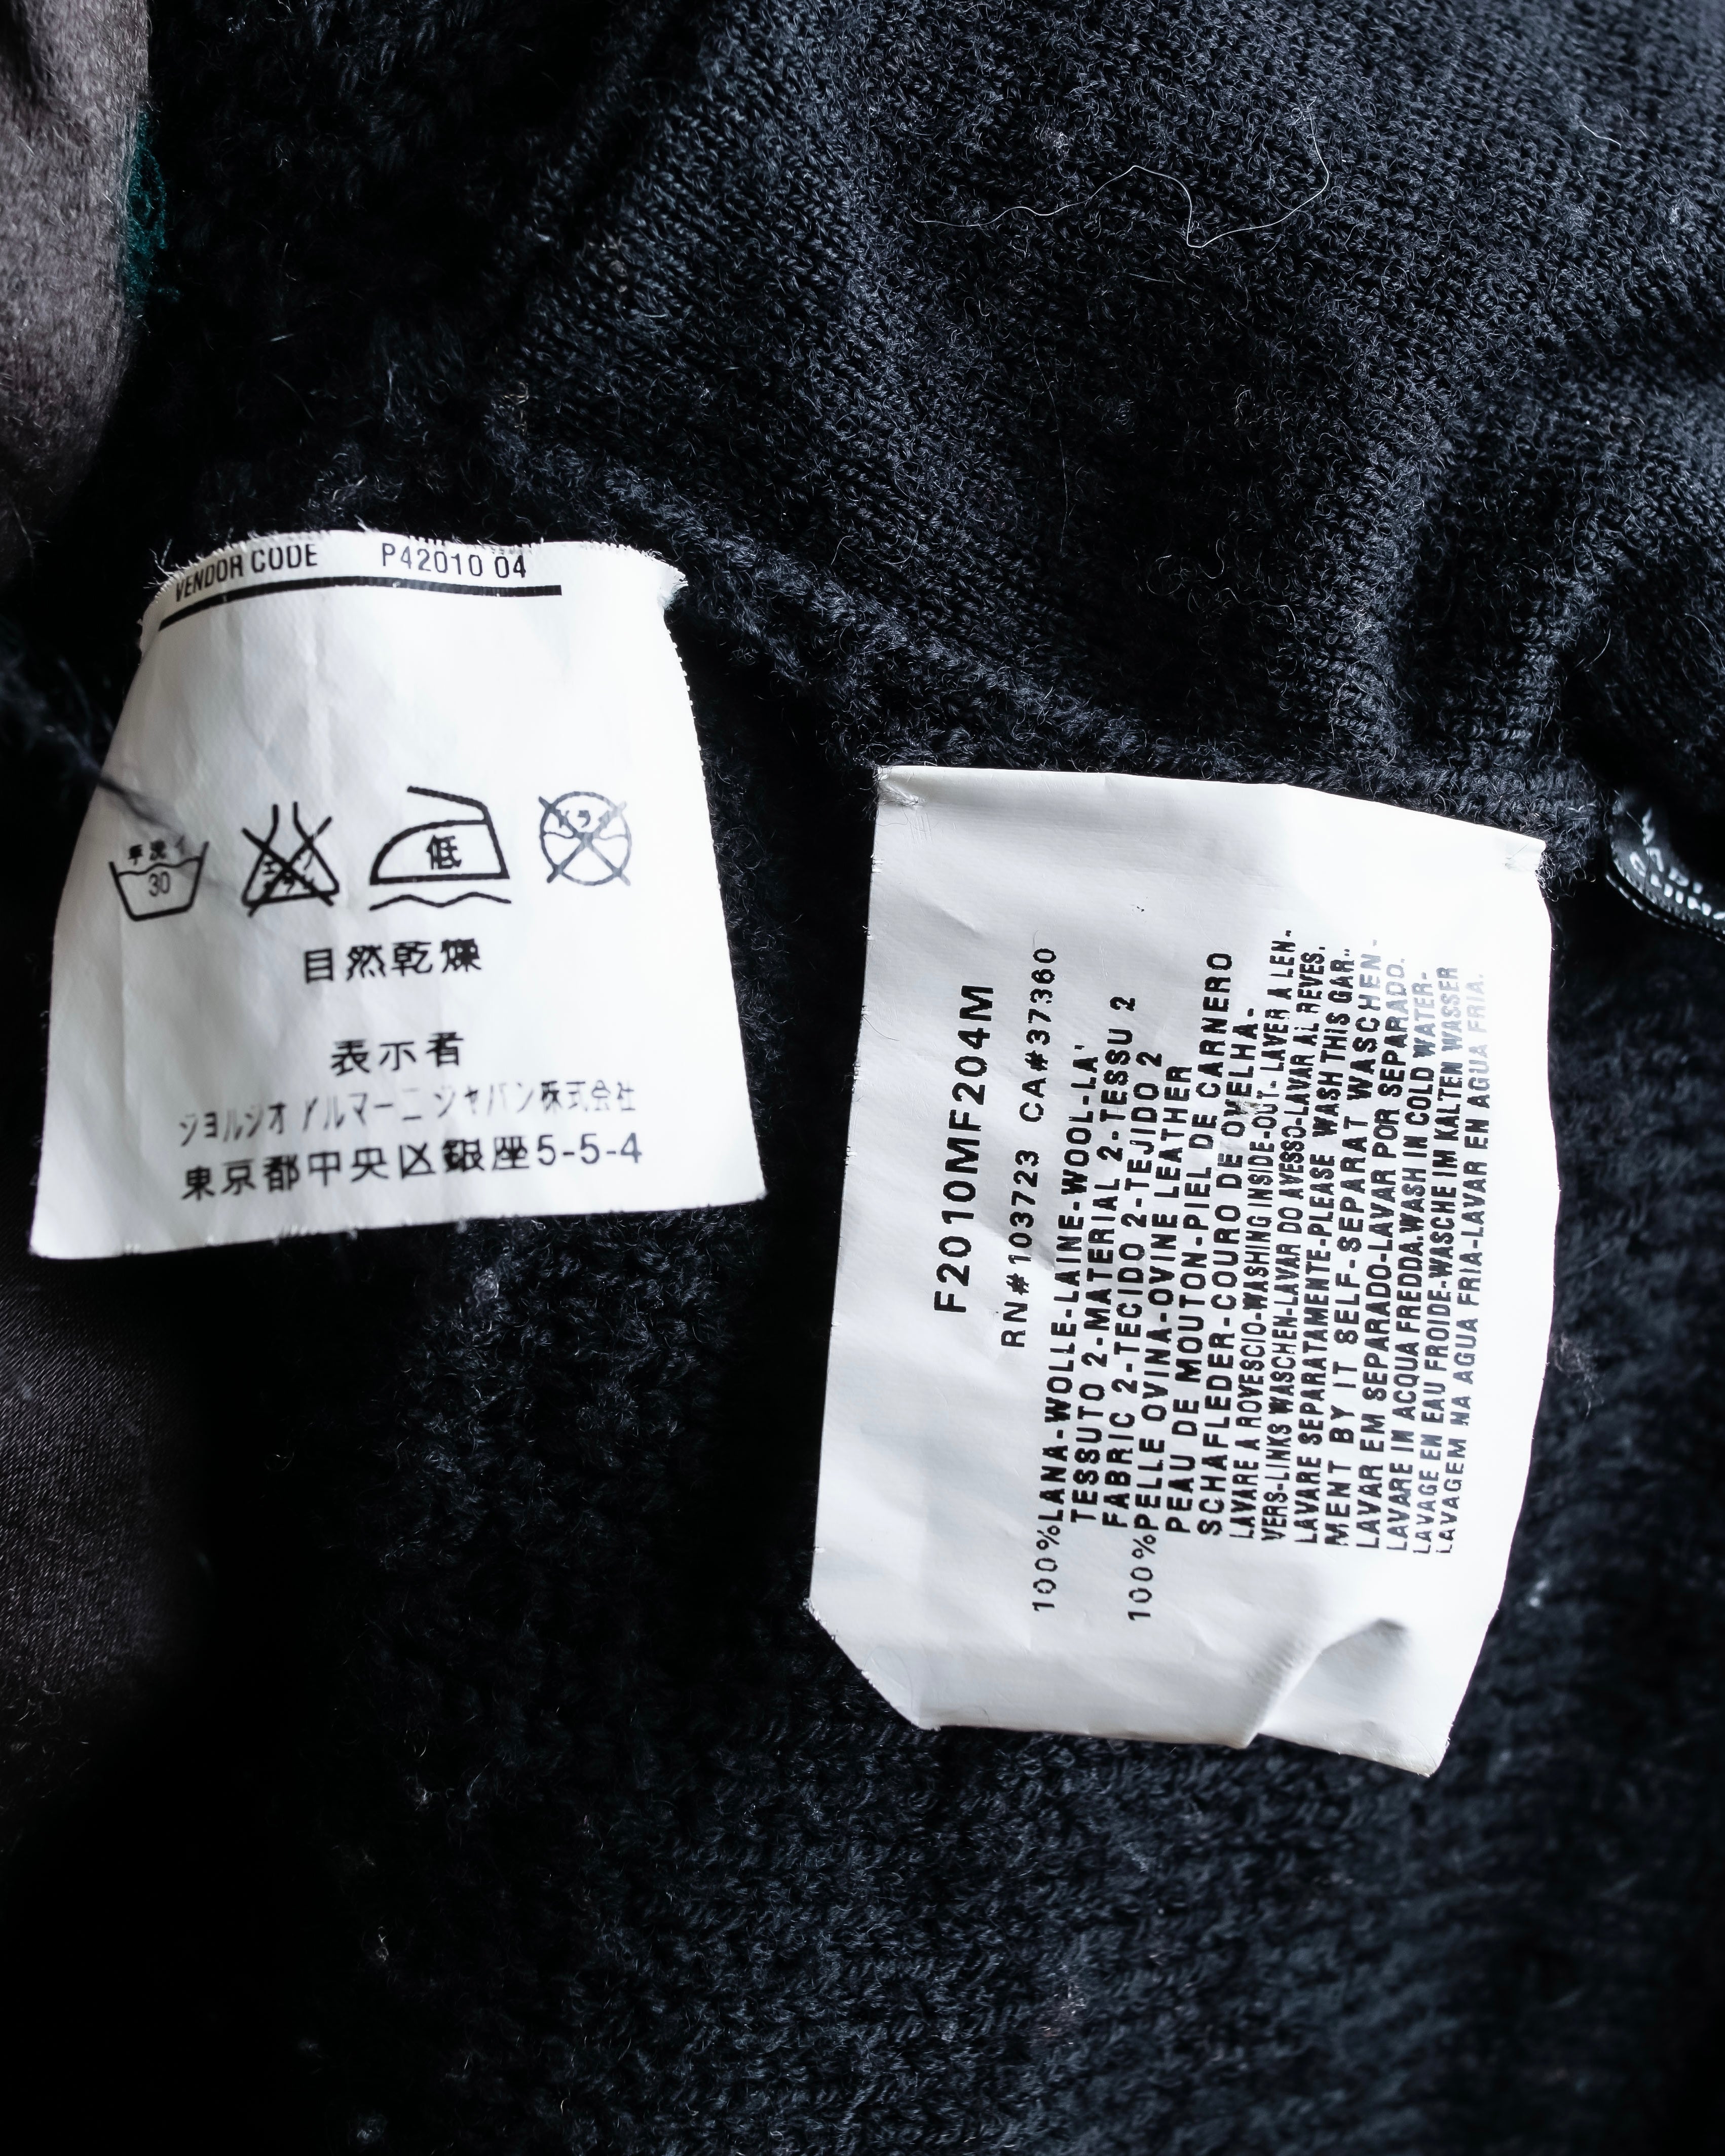 VENDOR CODE P42010 04
手洗イ
30
低
自然乾燥
表示者
ジョルジオ アルマーニ ジャパン株式会社
東京都中央区銀座5-5-4
F2010MF204M
RN#103723 CA#37360
100%LANA-WOLLE-LAINE-WOOL-LA'
TESSUTO 2-MATERIAL 2-TESSU 2
FABRIC 2-TECIDO 2-TEJIDO 2
100%PELLE OVINA-OVINE LEATHER
PEAU DE MOUTON-PIEL DE CARNERO
SCHAFLEDER-COURO DE OVELHA-
LAVARE A ROVESCIO-WASHING INSIDE-OUT-LAVER A LEN-
VERS-LINKS WASCHEN-LAVAR DO AVESSO-LAVAR AL REVES.
LAVARE SEPARATAMENTE-PLEASE WASH THIS GAR-
MENT BY IT SELF-SEPARAT WASCHEN-
LAVAR EM SEPARADO-LAVAR POR SEPARADO.
LAVARE IN ACQUA FREDDA.WASH IN COLD WATER-
LAVAGE EN EAU FROIDE-WASCHE IM KALTEN WASSER
LAVAGEM NA AGUA FRIA-LAVAR EN AGUA FRIA.